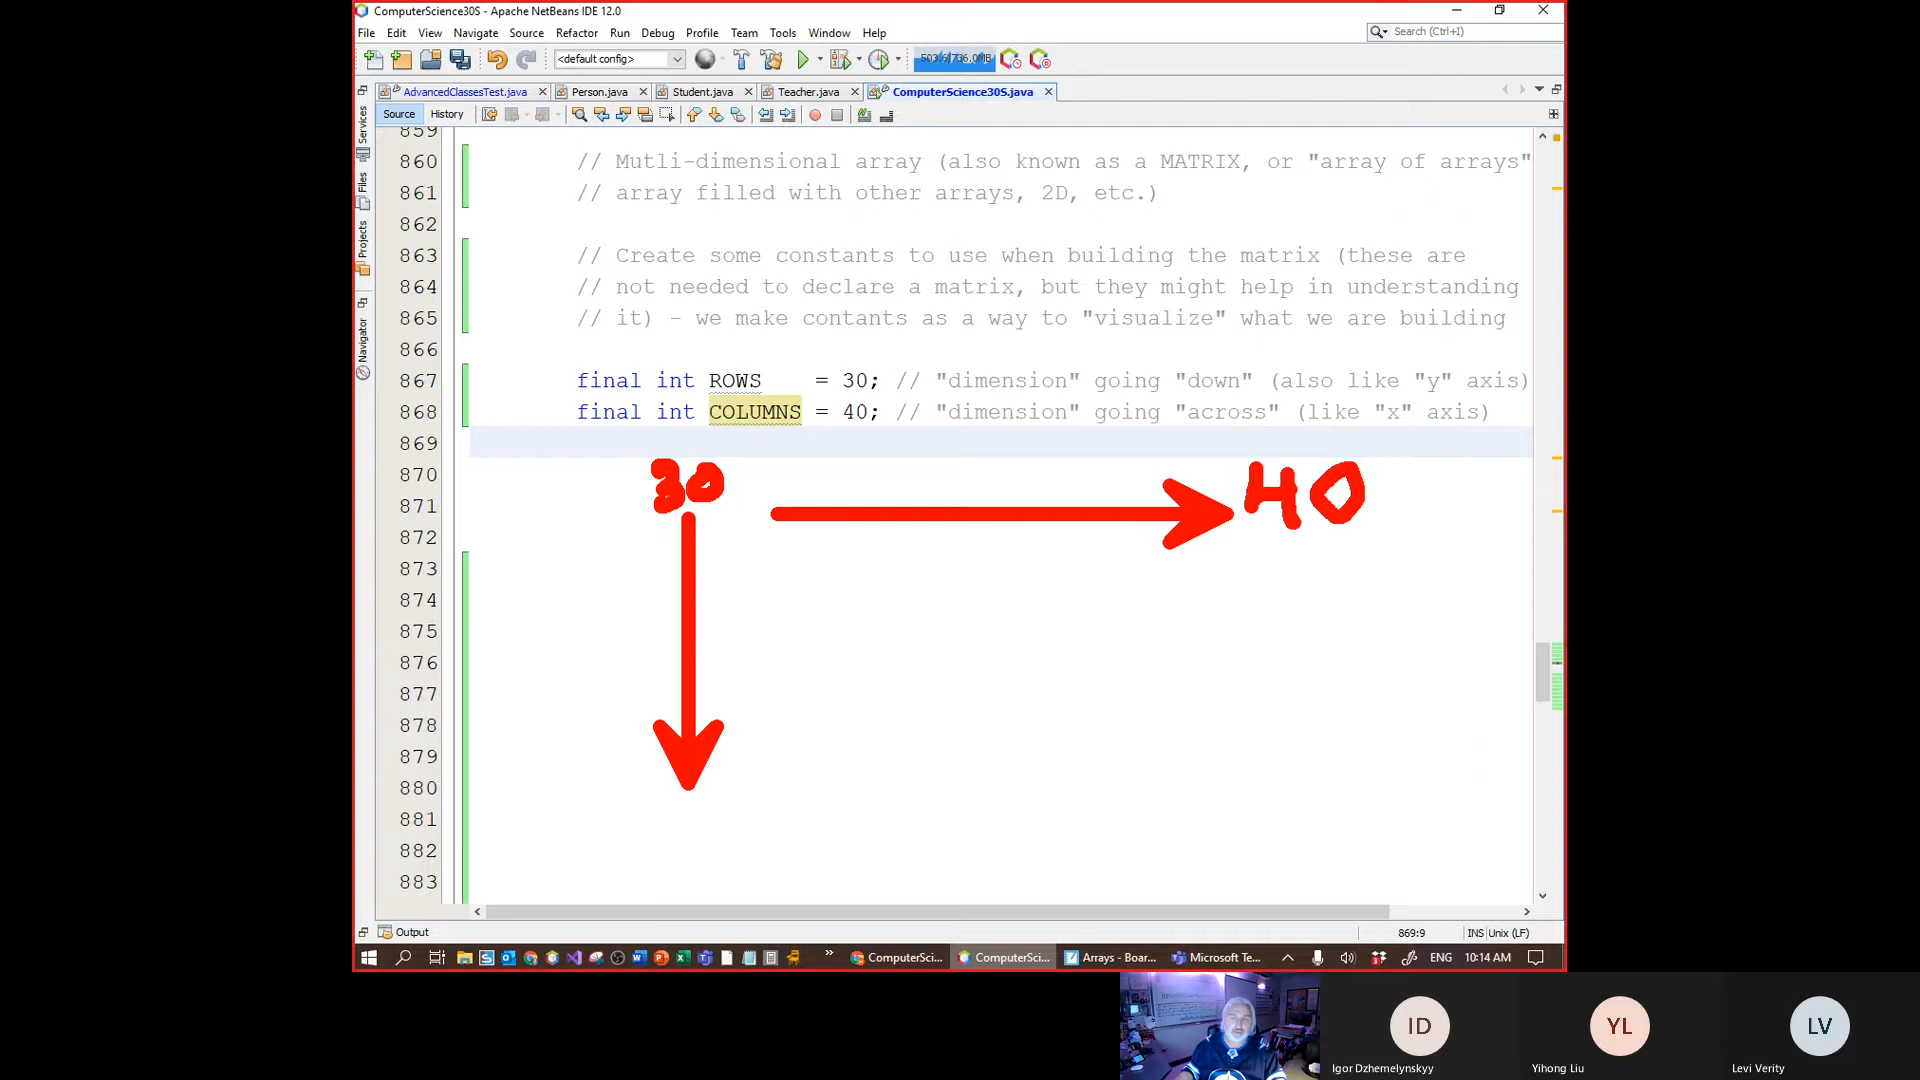 ComputerScience30S - Apache NetBeans IDE 12.0
File Edit View Navigate Source Refactor Run Debug Profile Team Tools Window Help
Search (Ctrl+I)
<default config>
503.6/736.0MB
AdvancedClassesTest.java Person.java Student.java Teacher.java ComputerScience30S.java
Source History
Services
Files
Projects
Navigator
859
860 // Mutli-dimensional array (also known as a MATRIX, or "array of arrays"
861 // array filled with other arrays, 2D, etc.)
862
863 // Create some constants to use when building the matrix (these are
864 // not needed to declare a matrix, but they might help in understanding
865 // it) - we make contants as a way to "visualize" what we are building
866
867 final int ROWS = 30; // "dimension" going "down" (also like "y" axis)
868 final int COLUMNS = 40; // "dimension" going "across" (like "x" axis)
869
870
871
872
873
874
875
876
877
878
879
880
881
882
883
30 40
Output
869:9 INS Unix (LF)
ComputerSci... ComputerSci... Arrays - Boar... Microsoft Te... ENG 10:14 AM
ID YL LV
Igor Dzhemelynskyy Yihong Liu Levi Verity